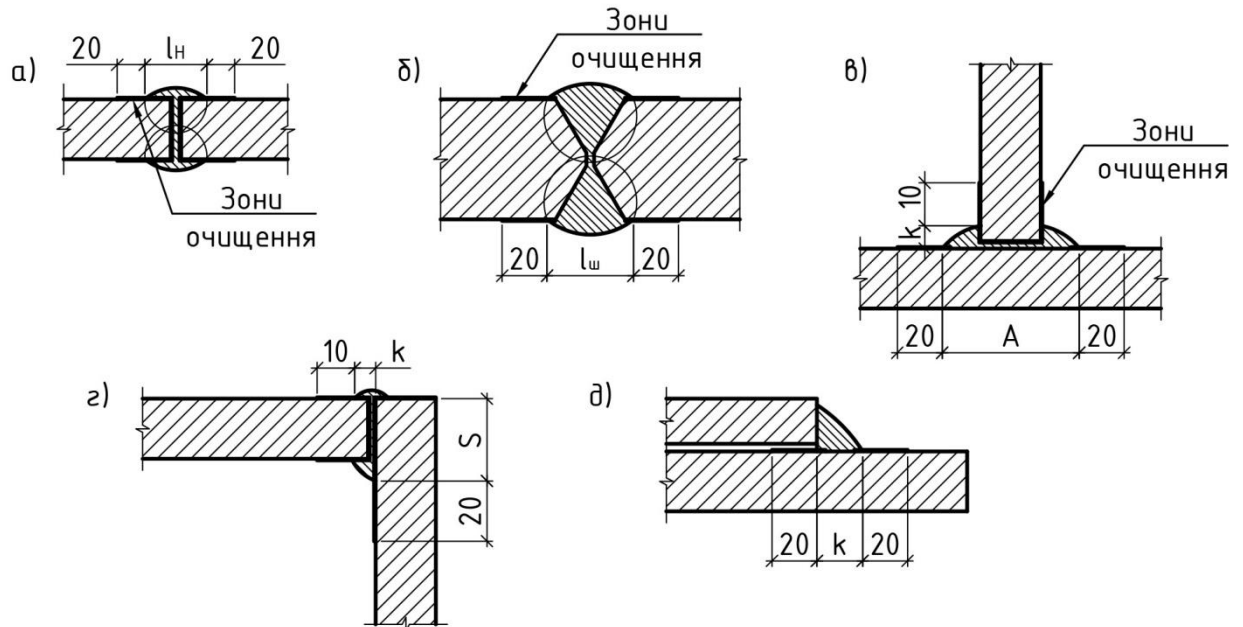 а)
20 lн 20
Зони
очищення
б)
Зони
очищення
20 lш 20
в)
Зони
очищення
10
k
20 A 20
г)
10 k
S
20
д)
20 k 20